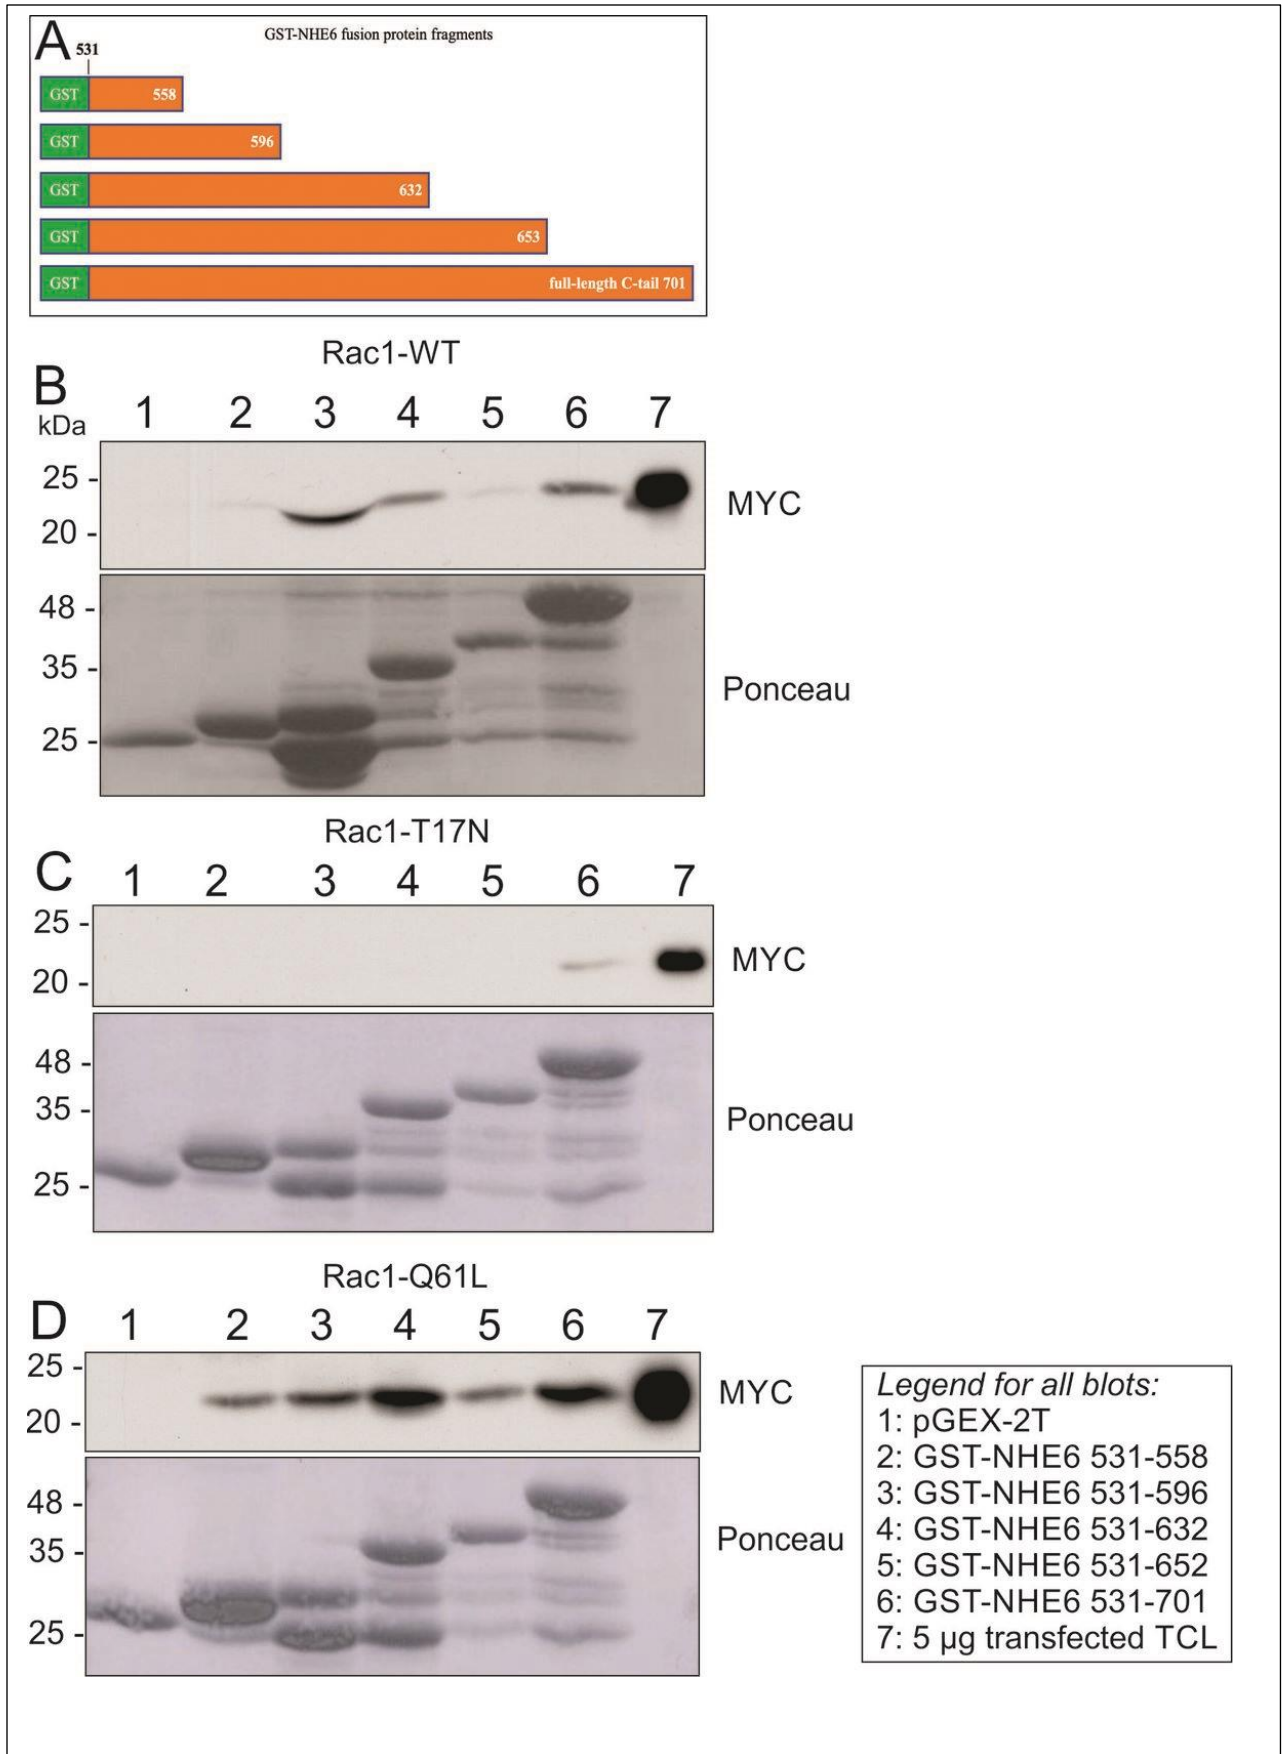 A
GST-NHE6 fusion protein fragments
531
GST 558
GST 596
GST 632
GST 653
GST full-length C-tail 701
Rac1-WT
B
kDa
1 2 3 4 5 6 7
25 -
20 -
MYC
48 -
35 -
25 -
Ponceau
Rac1-T17N
C
1 2 3 4 5 6 7
25 -
20 -
MYC
48 -
35 -
25 -
Ponceau
Rac1-Q61L
D
1 2 3 4 5 6 7
25 -
20 -
MYC
48 -
35 -
25 -
Ponceau
Legend for all blots:
1: pGEX-2T
2: GST-NHE6 531-558
3: GST-NHE6 531-596
4: GST-NHE6 531-632
5: GST-NHE6 531-652
6: GST-NHE6 531-701
7: 5 µg transfected TCL